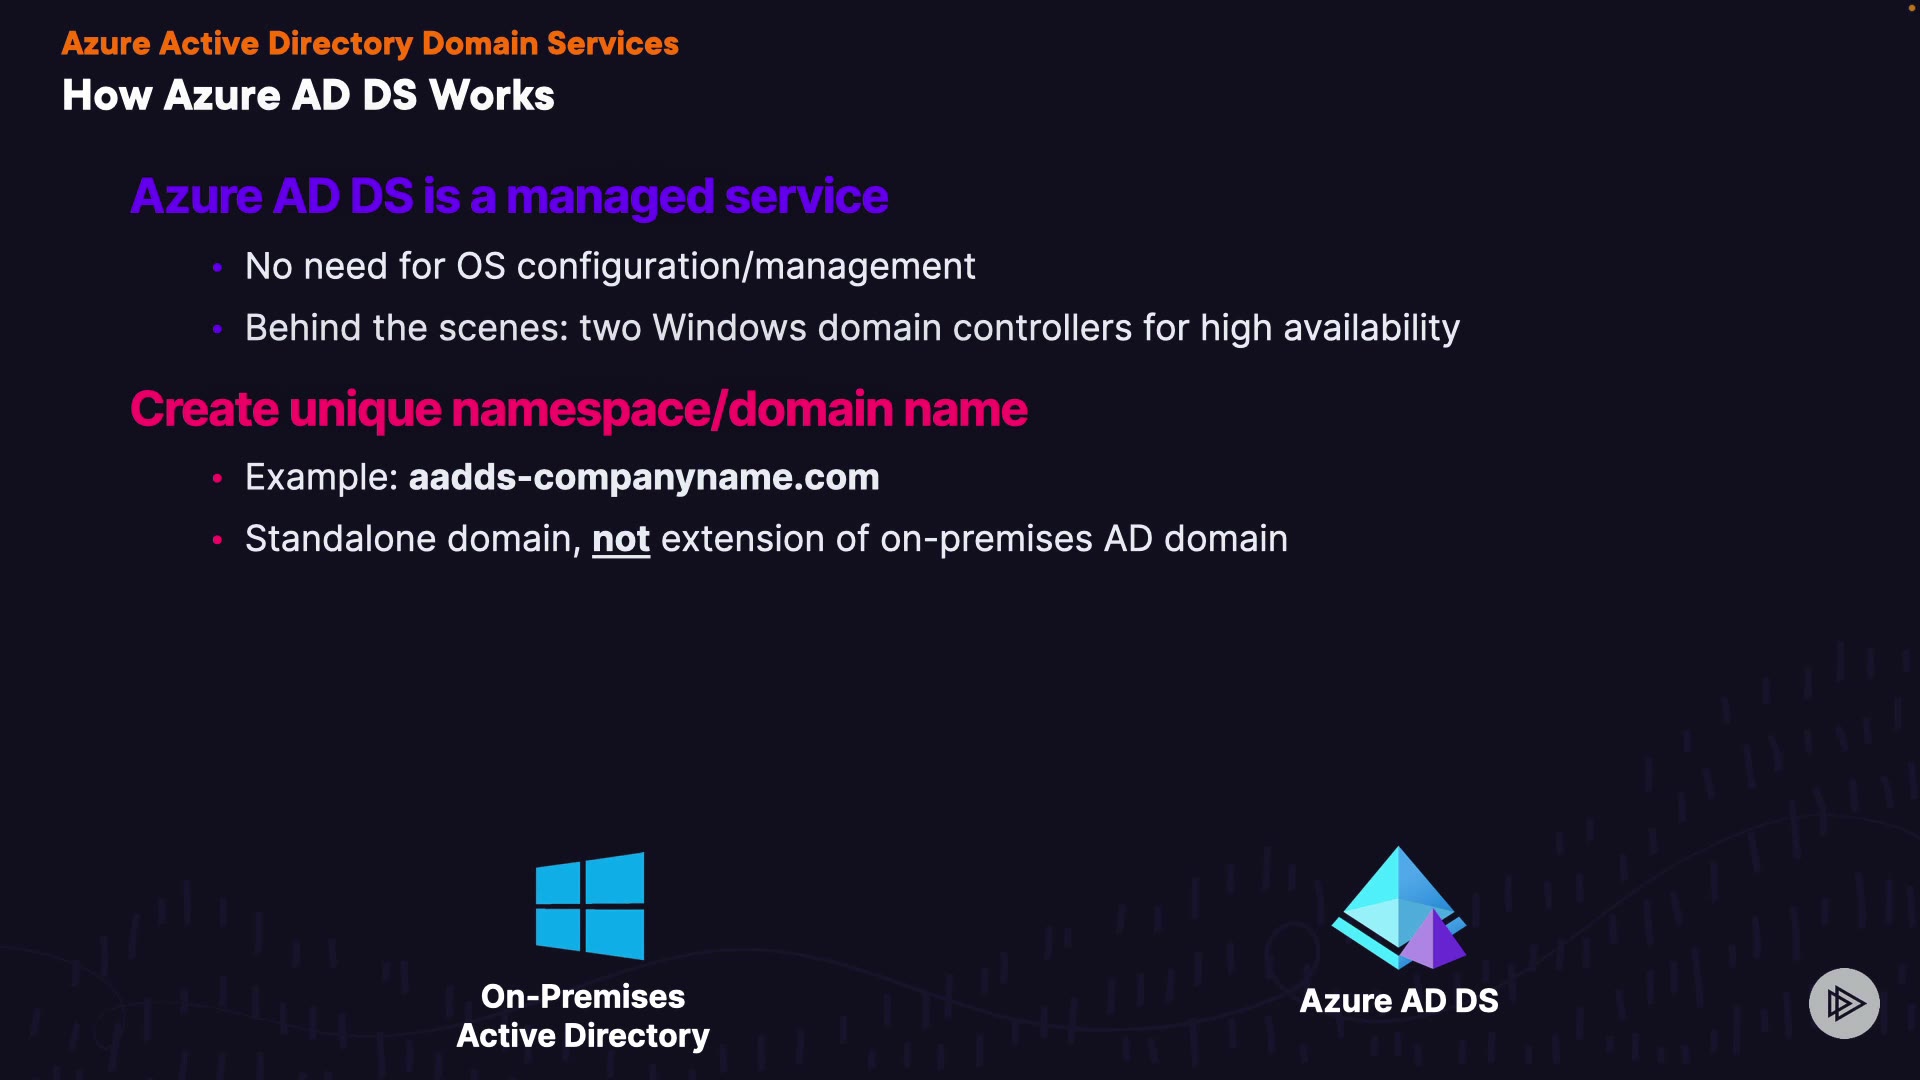 Azure Active Directory Domain Services
How Azure AD DS Works
Azure AD DS is a managed service
• No need for OS configuration/management
• Behind the scenes: two Windows domain controllers for high availability
Create unique namespace/domain name
• Example: aadds-companyname.com
• Standalone domain, not extension of on-premises AD domain
On-Premises
Active Directory
Azure AD DS